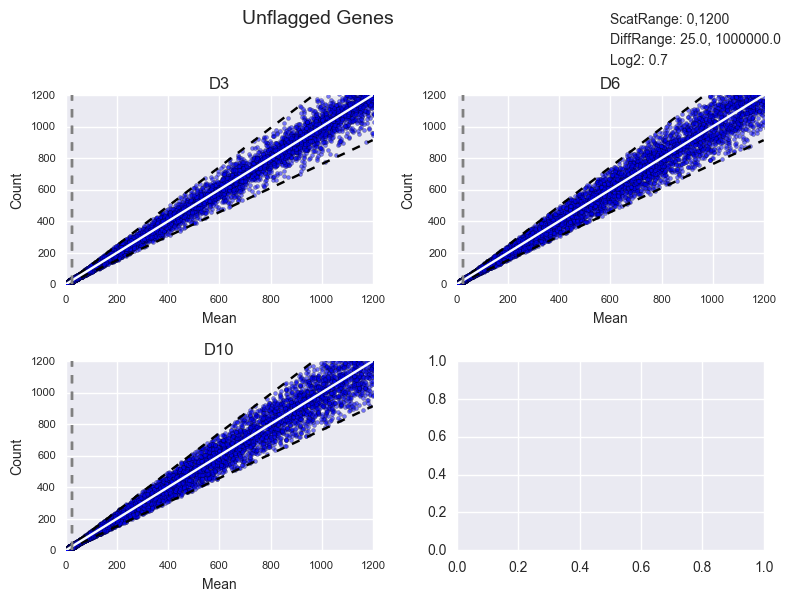 Unflagged Genes
ScatRange: 0,1200
DiffRange: 25.0, 1000000.0
Log2: 0.7
D3
1200
1000
800
600
400
200
0
Count
0 200 400 600 800 1000 1200
Mean
D6
1200
1000
800
600
400
200
0
Count
0 200 400 600 800 1000 1200
Mean
D10
1200
1000
800
600
400
200
0
Count
0 200 400 600 800 1000 1200
Mean
1.0
0.8
0.6
0.4
0.2
0.0
0.0 0.2 0.4 0.6 0.8 1.0